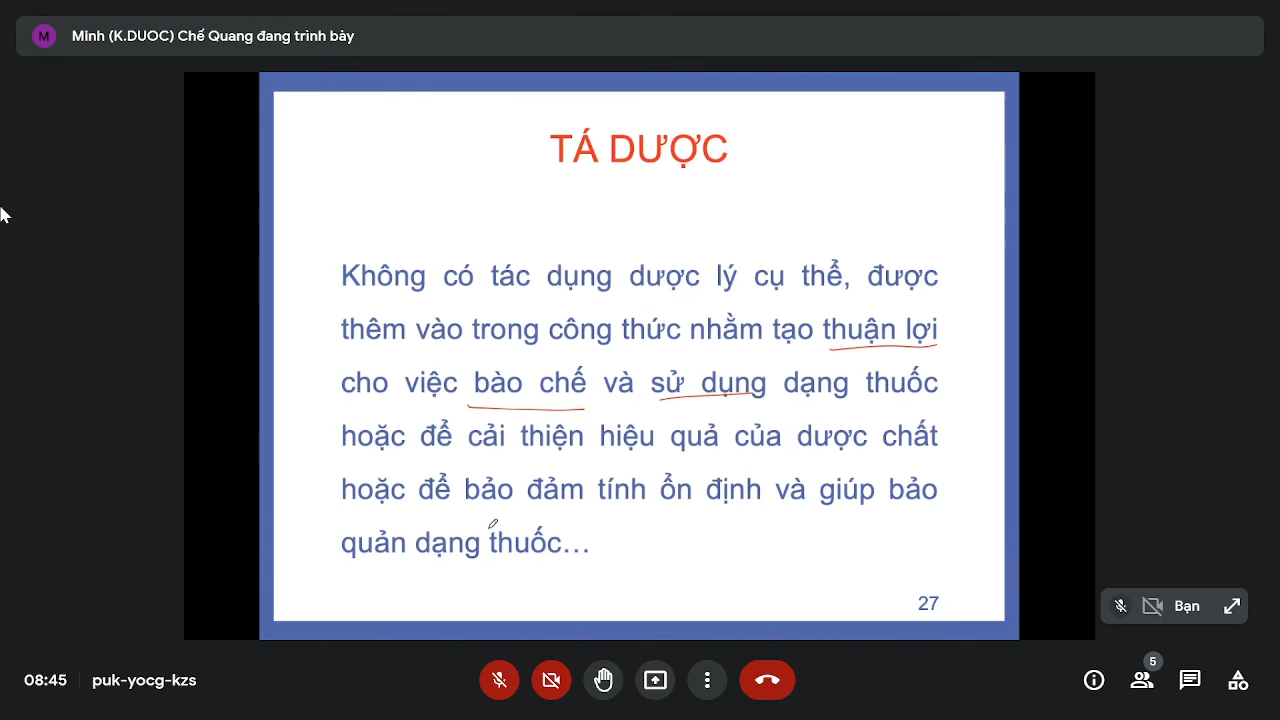 M
Minh (K.DUOC) Chế Quang đang trình bày
TÁ DƯỢC
Không có tác dụng dược lý cụ thể, được
thêm vào trong công thức nhằm tạo thuận lợi
cho việc bào chế và sử dụng dạng thuốc
hoặc để cải thiện hiệu quả của dược chất
hoặc để bảo đảm tính ổn định và giúp bảo
quản dạng thuốc…
27
Bạn
08:45
puk-yocg-kzs
5